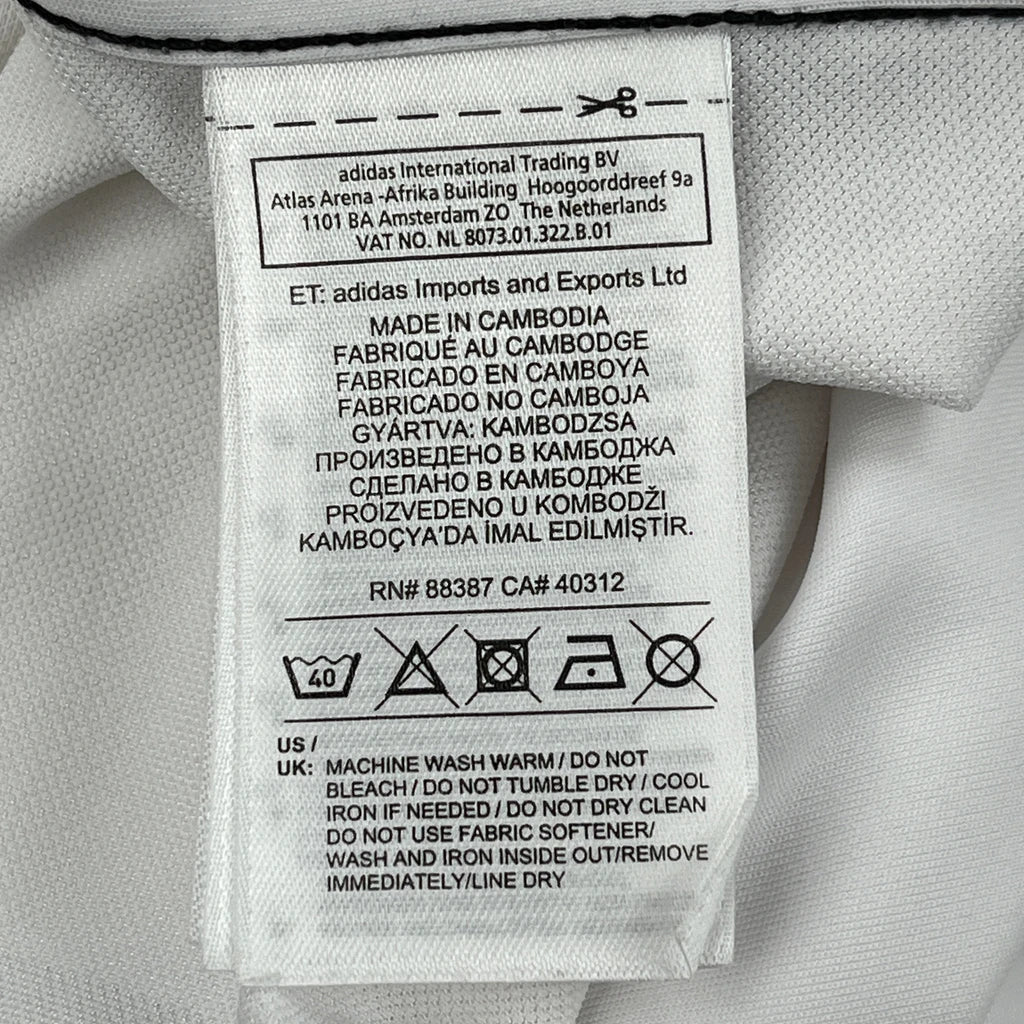 adidas International Trading BV
Atlas Arena -Afrika Building Hoogoorddreef 9a
1101 BA Amsterdam ZO The Netherlands
VAT NO. NL 8073.01.322.B.01
ET: adidas Imports and Exports Ltd
MADE IN CAMBODIA
FABRIQUÉ AU CAMBODGE
FABRICADO EN CAMBOYA
FABRICADO NO CAMBOJA
GYÁRTVA: KAMBODZSA
ПРОИЗВЕДЕНО В КАМБОДЖА
СДЕЛАНО В КАМБОДЖЕ
PROIZVEDENO U KOMBODŽI
KAMBOÇYA'DA İMAL EDİLMİŞTİR.
RN# 88387 CA# 40312
40
US /
UK: MACHINE WASH WARM / DO NOT
BLEACH / DO NOT TUMBLE DRY / COOL
IRON IF NEEDED / DO NOT DRY CLEAN
DO NOT USE FABRIC SOFTENER/
WASH AND IRON INSIDE OUT/REMOVE
IMMEDIATELY/LINE DRY